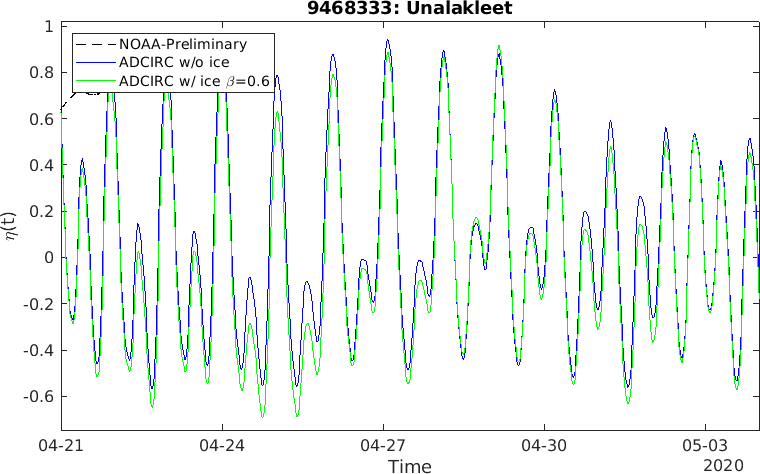 9468333: Unalakleet
NOAA-Preliminary
ADCIRC w/o ice
ADCIRC w/ ice β=0.6
1
0.8
0.6
0.4
0.2
0
-0.2
-0.4
-0.6
η(t)
04-21
04-24
04-27
04-30
05-03
Time
2020